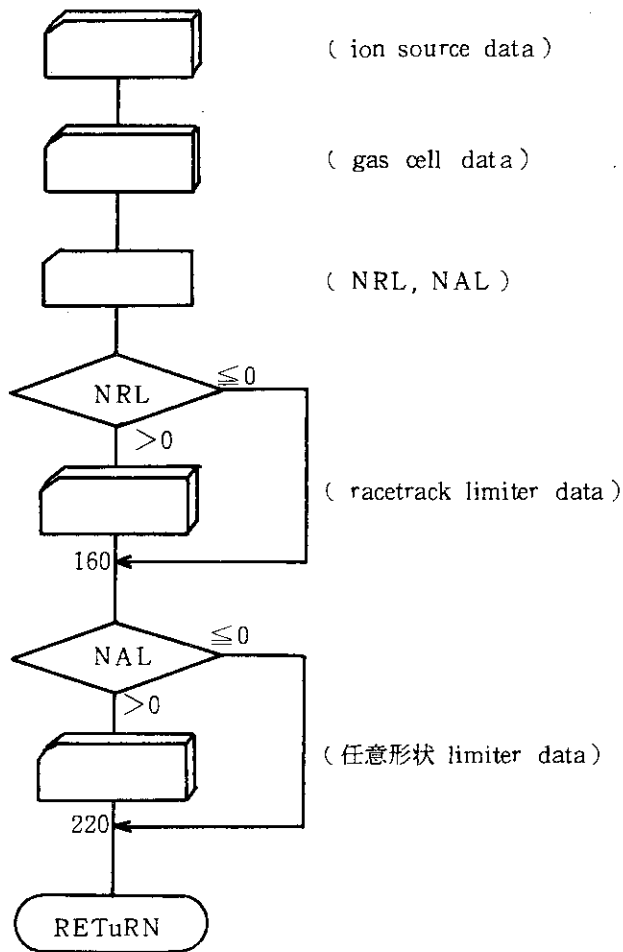 ( ion source data )
( gas cell data )
( NRL, NAL )
NRL
≦0
>0
( racetrack limiter data )
160
NAL
≦0
>0
(任意形状 limiter data )
220
RETuRN